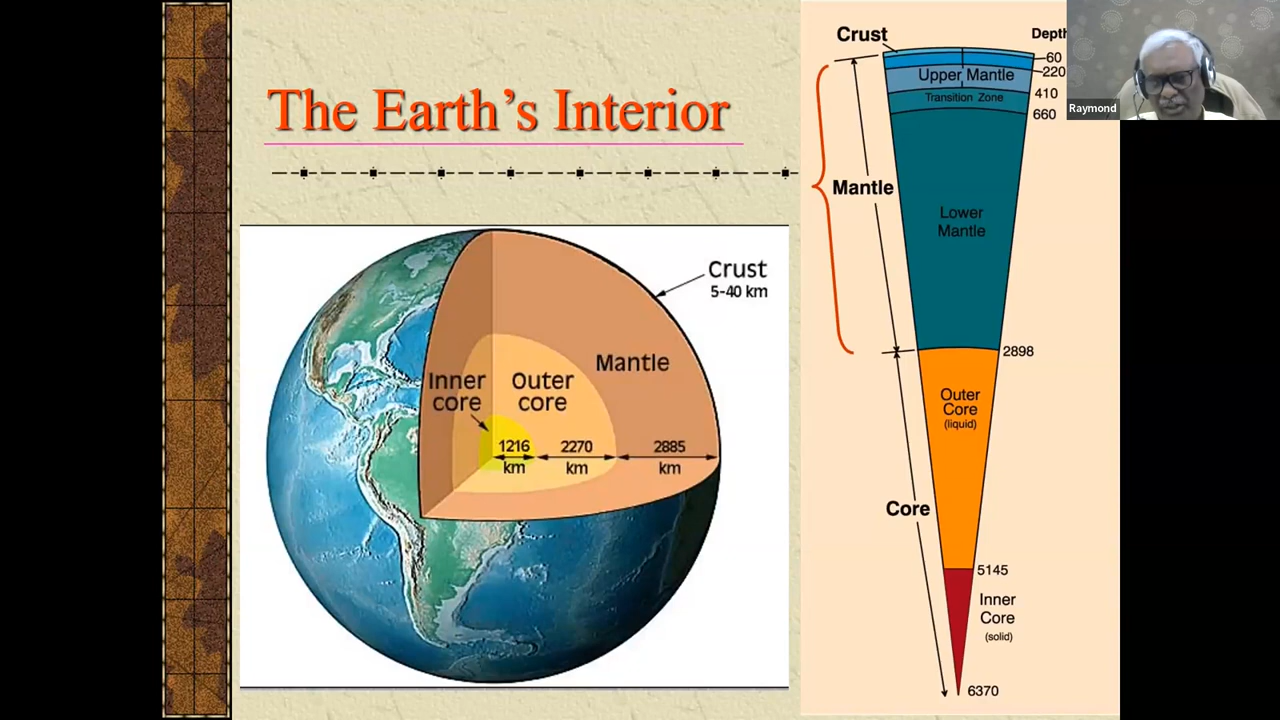 The Earth's Interior
Crust
5-40 km
Mantle
Inner
core
Outer
core
1216
km
2270
km
2885
km
Crust
60
220
Upper Mantle
410
Transition Zone
660
Mantle
Lower
Mantle
2898
Outer
Core
(liquid)
Core
5145
Inner
Core
(solid)
6370
Raymond